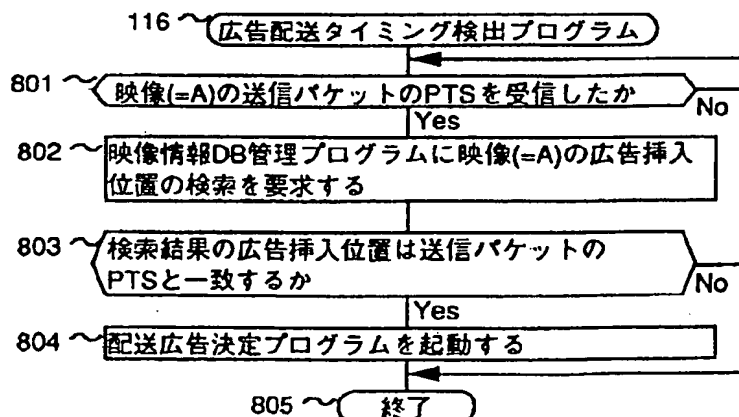 116 広告配送タイミング検出プログラム
801 映像(=A)の送信パケットのPTSを受信したか
No
Yes
802 映像情報DB管理プログラムに映像(=A)の広告挿入
位置の検索を要求する
803 検索結果の広告挿入位置は送信パケットの
PTSと一致するか
No
Yes
804 配送広告決定プログラムを起動する
805 終了